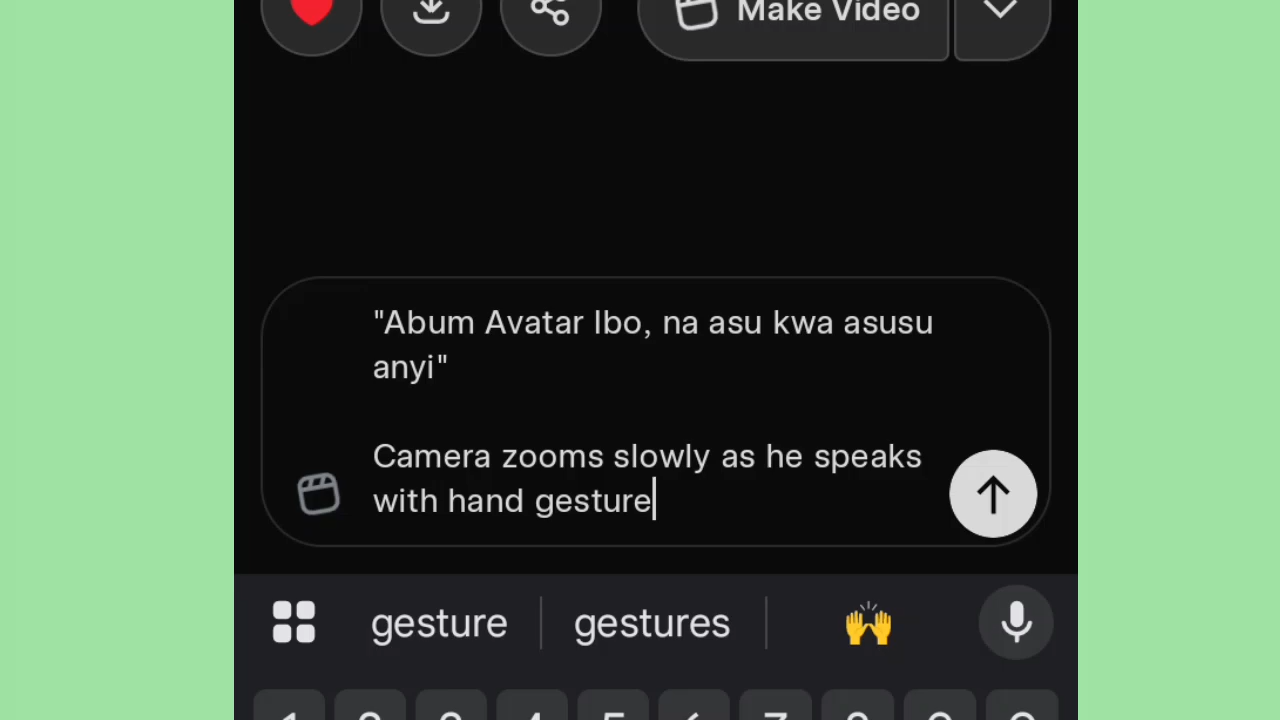 Make Video
"Abum Avatar Ibo, na asu kwa asusu
anyi"
Camera zooms slowly as he speaks
with hand gesture
gesture gestures 🙌